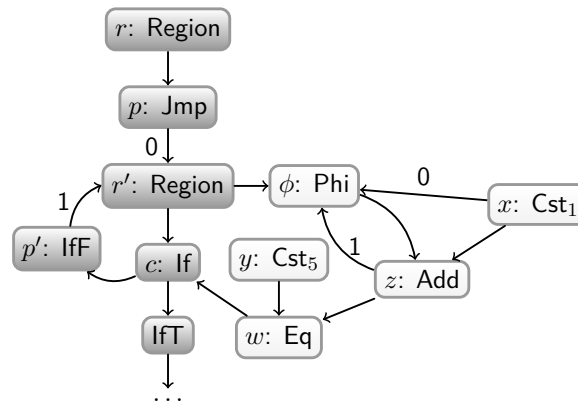 r: Region
p: Jmp
0
r′: Region
ϕ: Phi
0
x: Cst₁
1
p′: IfF
c: If
y: Cst₅
1
z: Add
IfT
w: Eq
...